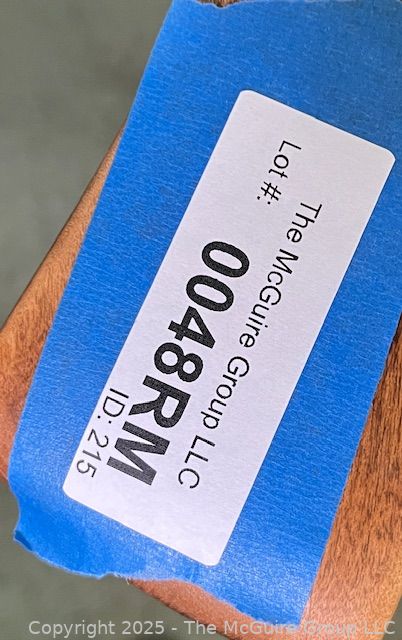 The McGuire Group LLC
Lot #:
0048RM
ID: 215
Copyright 2025 - The McGuire Group LLC